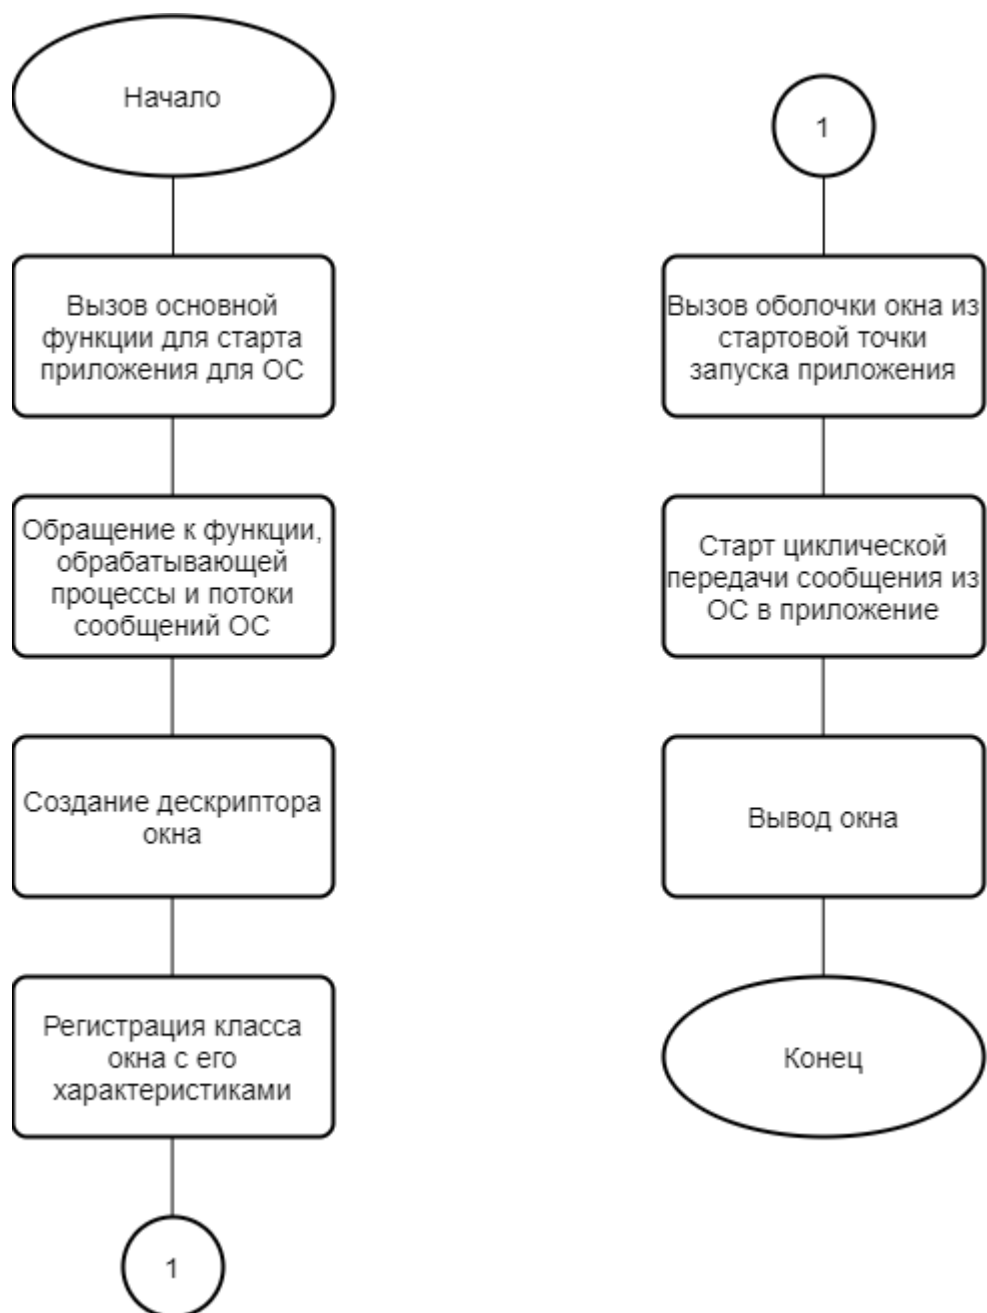 Начало
Вызов основной
функции для старта
приложения для ОС
Обращение к функции,
обрабатывающей
процессы и потоки
сообщений ОС
Создание дескриптора
окна
Регистрация класса
окна с его
характеристиками
1
1
Вызов оболочки окна из
стартовой точки
запуска приложения
Старт циклической
передачи сообщения из
ОС в приложение
Вывод окна
Конец